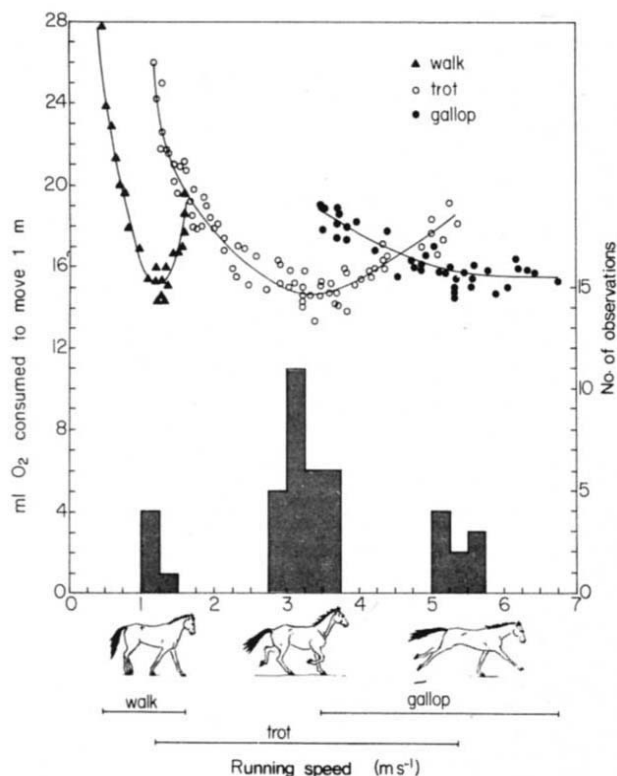 28
24
20
16
12
8
4
0
ml O₂ consumed to move 1 m
walk
trot
gallop
15
10
5
0
No. of observations
0 1 2 3 4 5 6 7
walk
gallop
trot
Running speed (m s⁻¹)